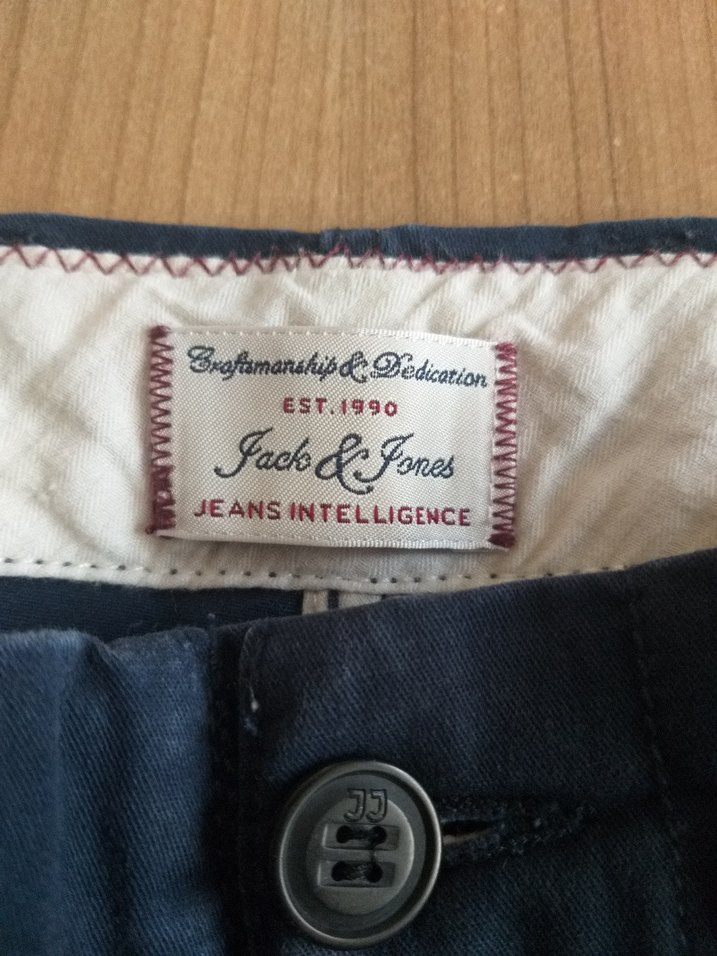 Craftsmanship & Dedication
EST. 1990
Jack & Jones
JEANS INTELLIGENCE
JJ